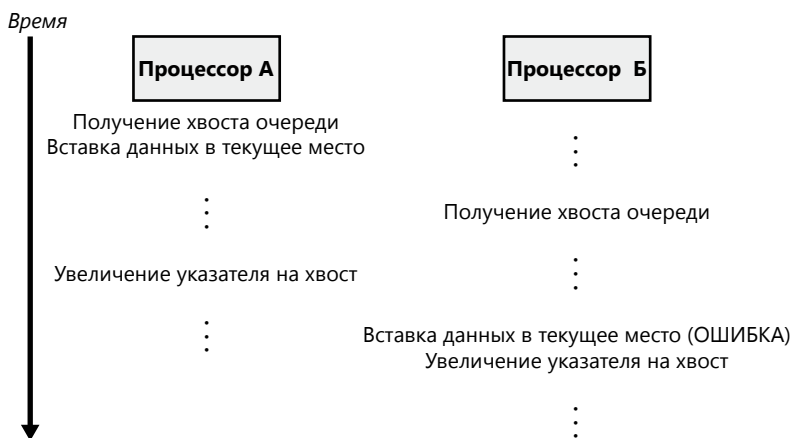 Время
Процессор А
Процессор Б
Получение хвоста очереди
Вставка данных в текущее место
Получение хвоста очереди
Увеличение указателя на хвост
Вставка данных в текущее место (ОШИБКА)
Увеличение указателя на хвост